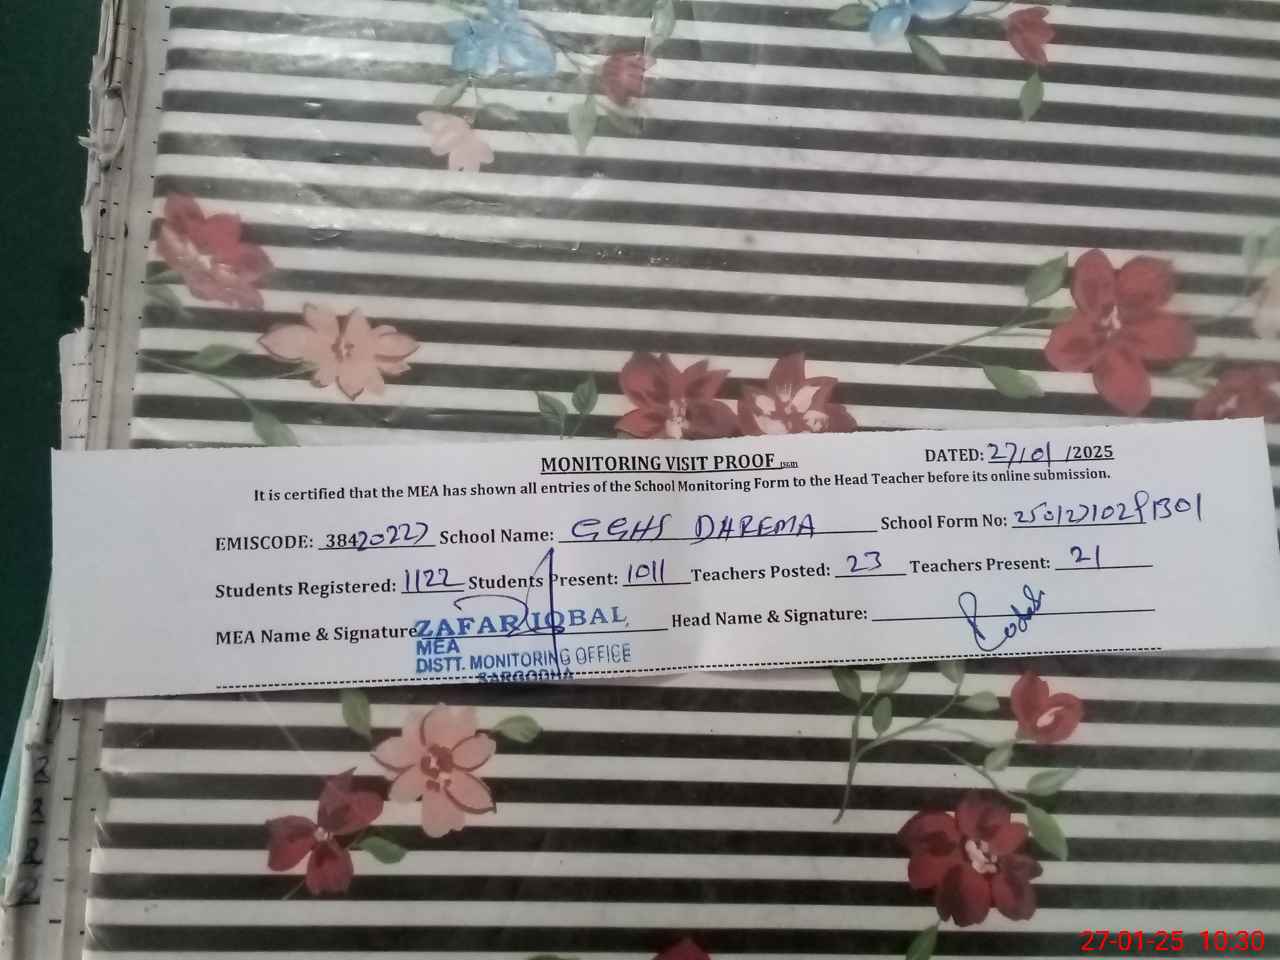 MONITORING VISIT PROOF (SGD)
DATED: 27/01/2025
It is certified that the MEA has shown all entries of the School Monitoring Form to the Head Teacher before its online submission.
EMISCODE: 38420227 School Name: GGHS DHREMA School Form No:
Students Registered: 1122 Students Present: 1011 Teachers Posted: 23 Teachers Present: 21
MEA Name & Signature ZAFAR IQBAL, Head Name & Signature:
MEA
DISTT. MONITORING OFFICE
SARGODHA
27-01-25 10:30